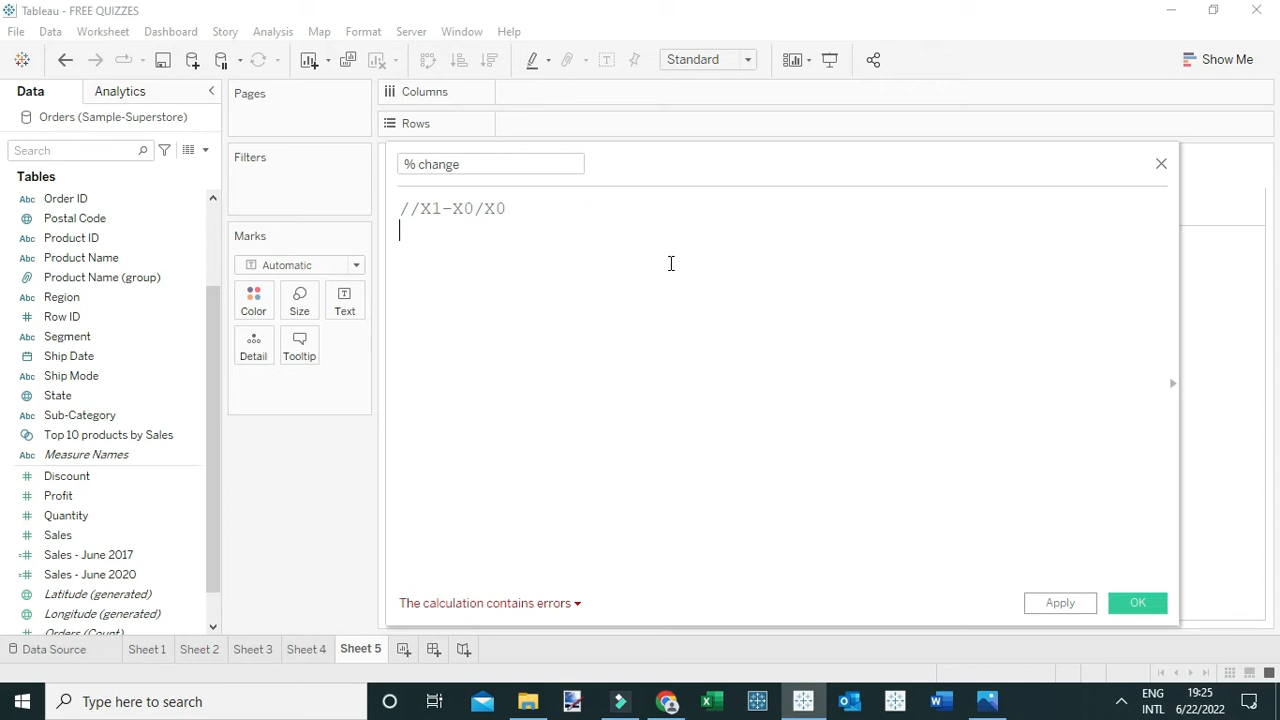 Tableau - FREE QUIZZES
File Data Worksheet Dashboard Story Analysis Map Format Server Window Help
Standard
Show Me
Data Analytics
Orders (Sample-Superstore)
Search
Tables
Order ID
Postal Code
Product ID
Product Name
Product Name (group)
Region
Row ID
Segment
Ship Date
Ship Mode
State
Sub-Category
Top 10 products by Sales
Measure Names
Discount
Profit
Quantity
Sales
Sales - June 2017
Sales - June 2020
Latitude (generated)
Longitude (generated)
Orders (Count)
Pages
Filters
Marks
Automatic
Color Size Text
Detail Tooltip
Columns
Rows
% change
//X1-X0/X0
The calculation contains errors
Apply OK
Data Source Sheet 1 Sheet 2 Sheet 3 Sheet 4 Sheet 5
Type here to search
ENG
INTL
19:25
6/22/2022